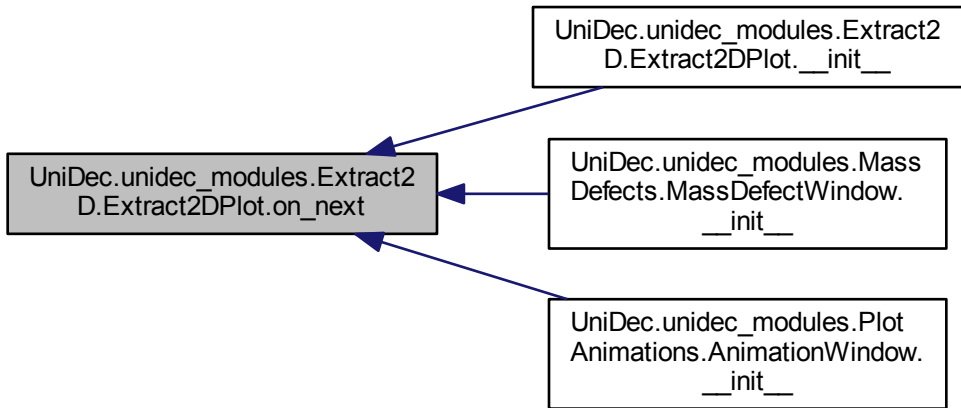 UniDec.unidec_modules.Extract2
D.Extract2DPlot.__init__
UniDec.unidec_modules.Extract2
D.Extract2DPlot.on_next
UniDec.unidec_modules.Mass
Defects.MassDefectWindow.
__init__
UniDec.unidec_modules.Plot
Animations.AnimationWindow.
__init__